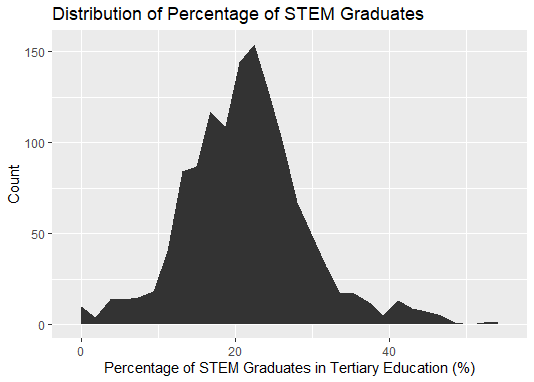 Distribution of Percentage of STEM Graduates
150
100
50
0
Count
0 20 40
Percentage of STEM Graduates in Tertiary Education (%)